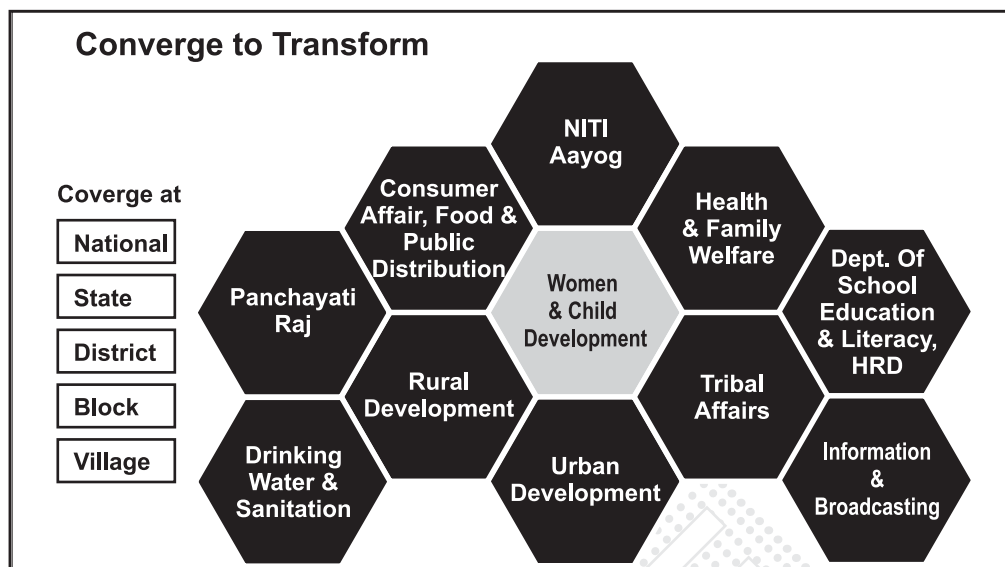 Converge to Transform
Coverge at
National
State
District
Block
Village
NITI
Aayog
Consumer
Affair, Food &
Public
Distribution
Health
& Family
Welfare
Panchayati
Raj
Women
& Child
Development
Dept. Of
School
Education
& Literacy,
HRD
Rural
Development
Tribal
Affairs
Drinking
Water &
Sanitation
Urban
Development
Information
&
Broadcasting